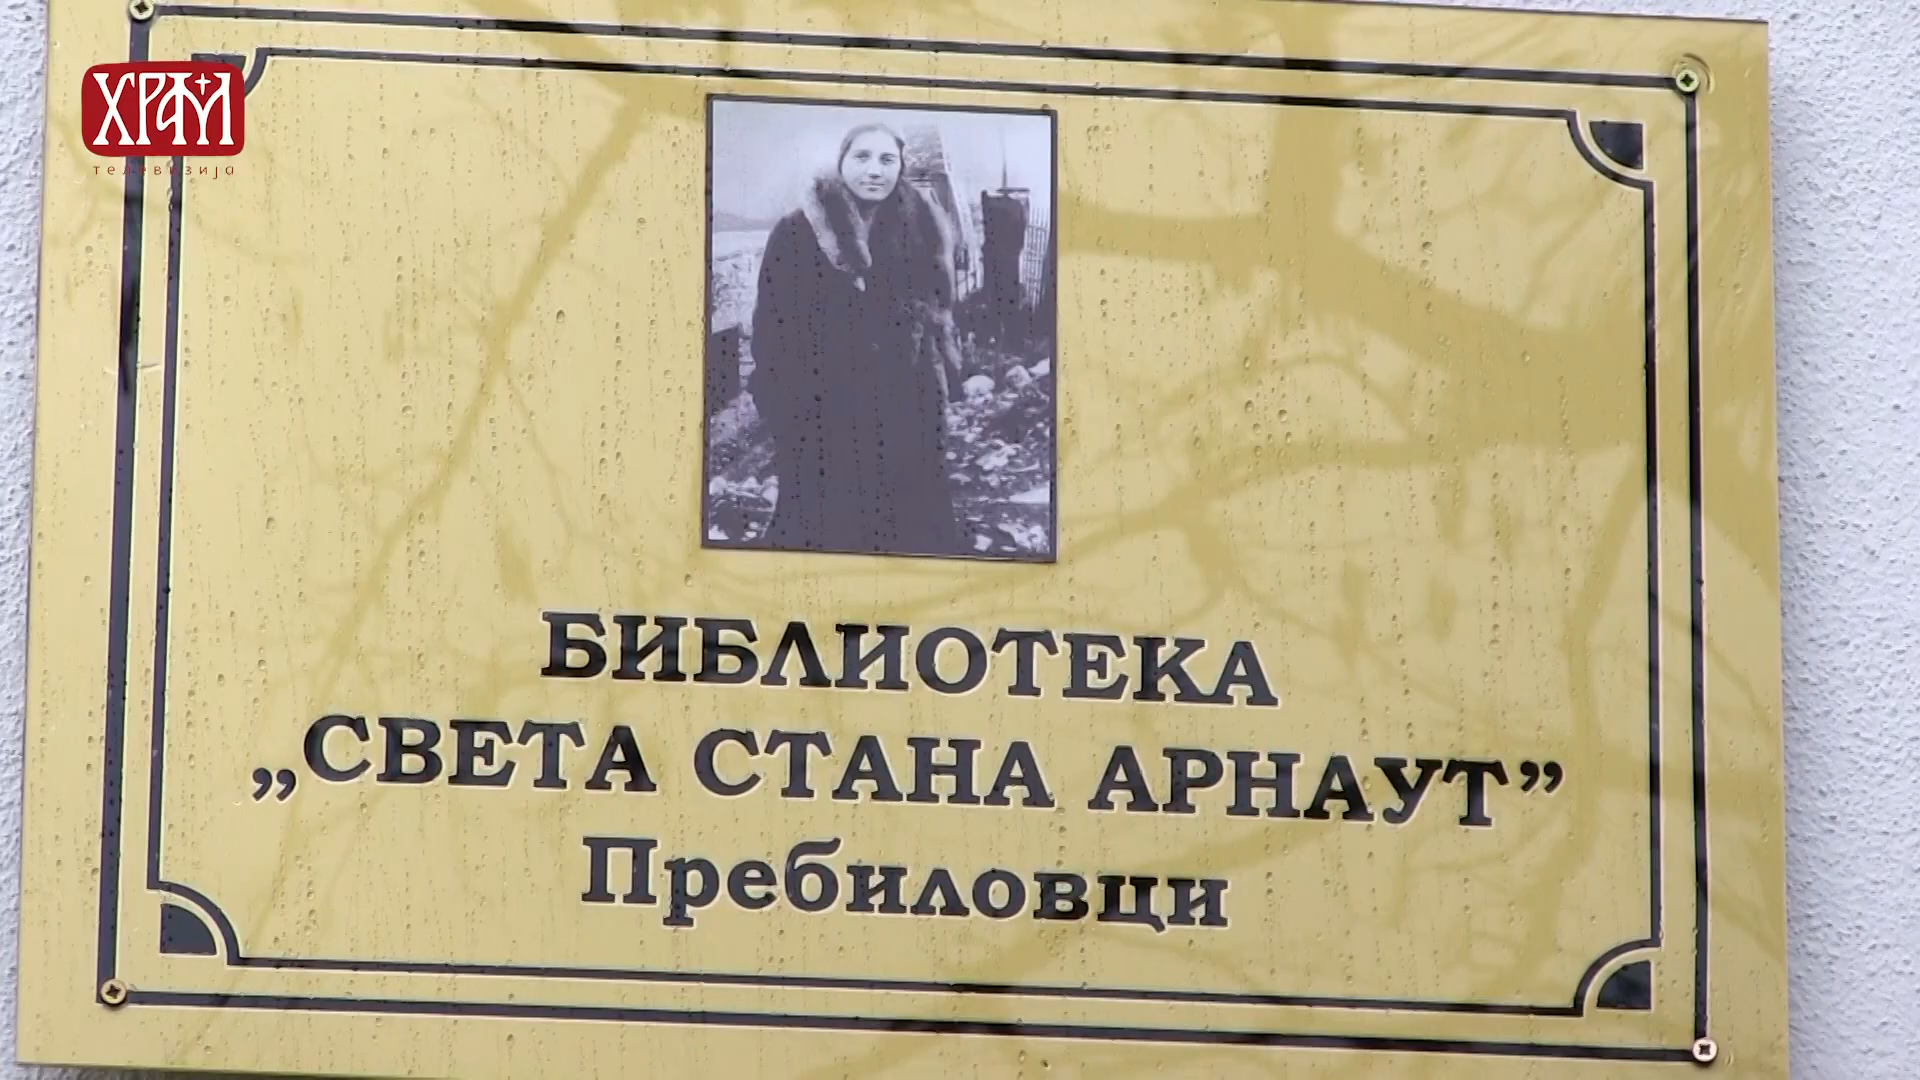 ХРАМ
телевизија
БИБЛИОТЕКА
„СВЕТА СТАНА АРНАУТ”
Пребиловци